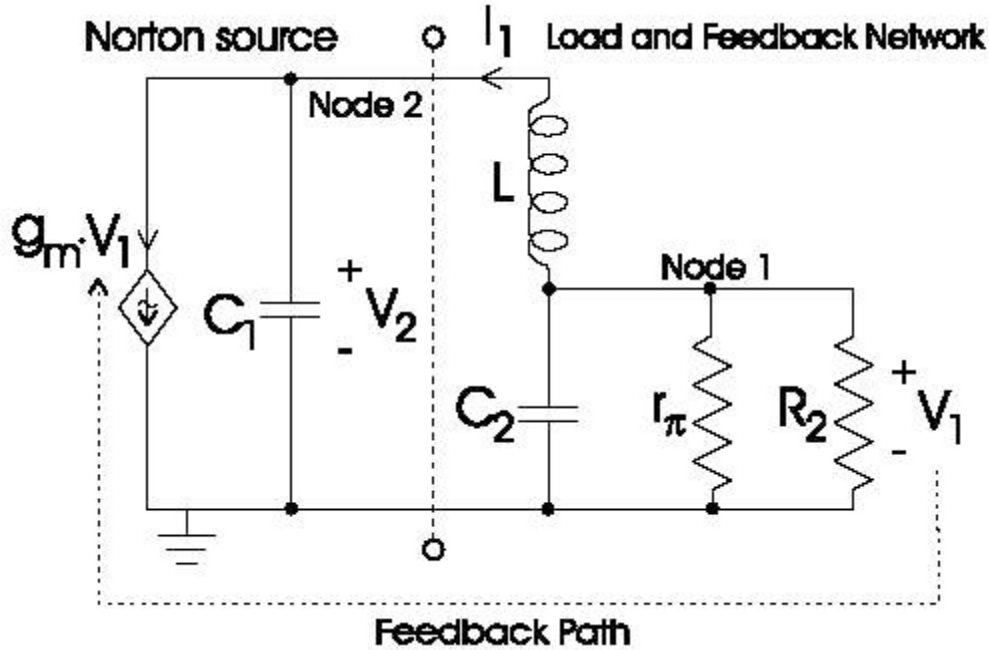 Norton source
I1
Load and Feedback Network
Node 2
L
gm·V1
Node 1
C1
+
V2
-
C2
rπ
R2
+
V1
-
Feedback Path